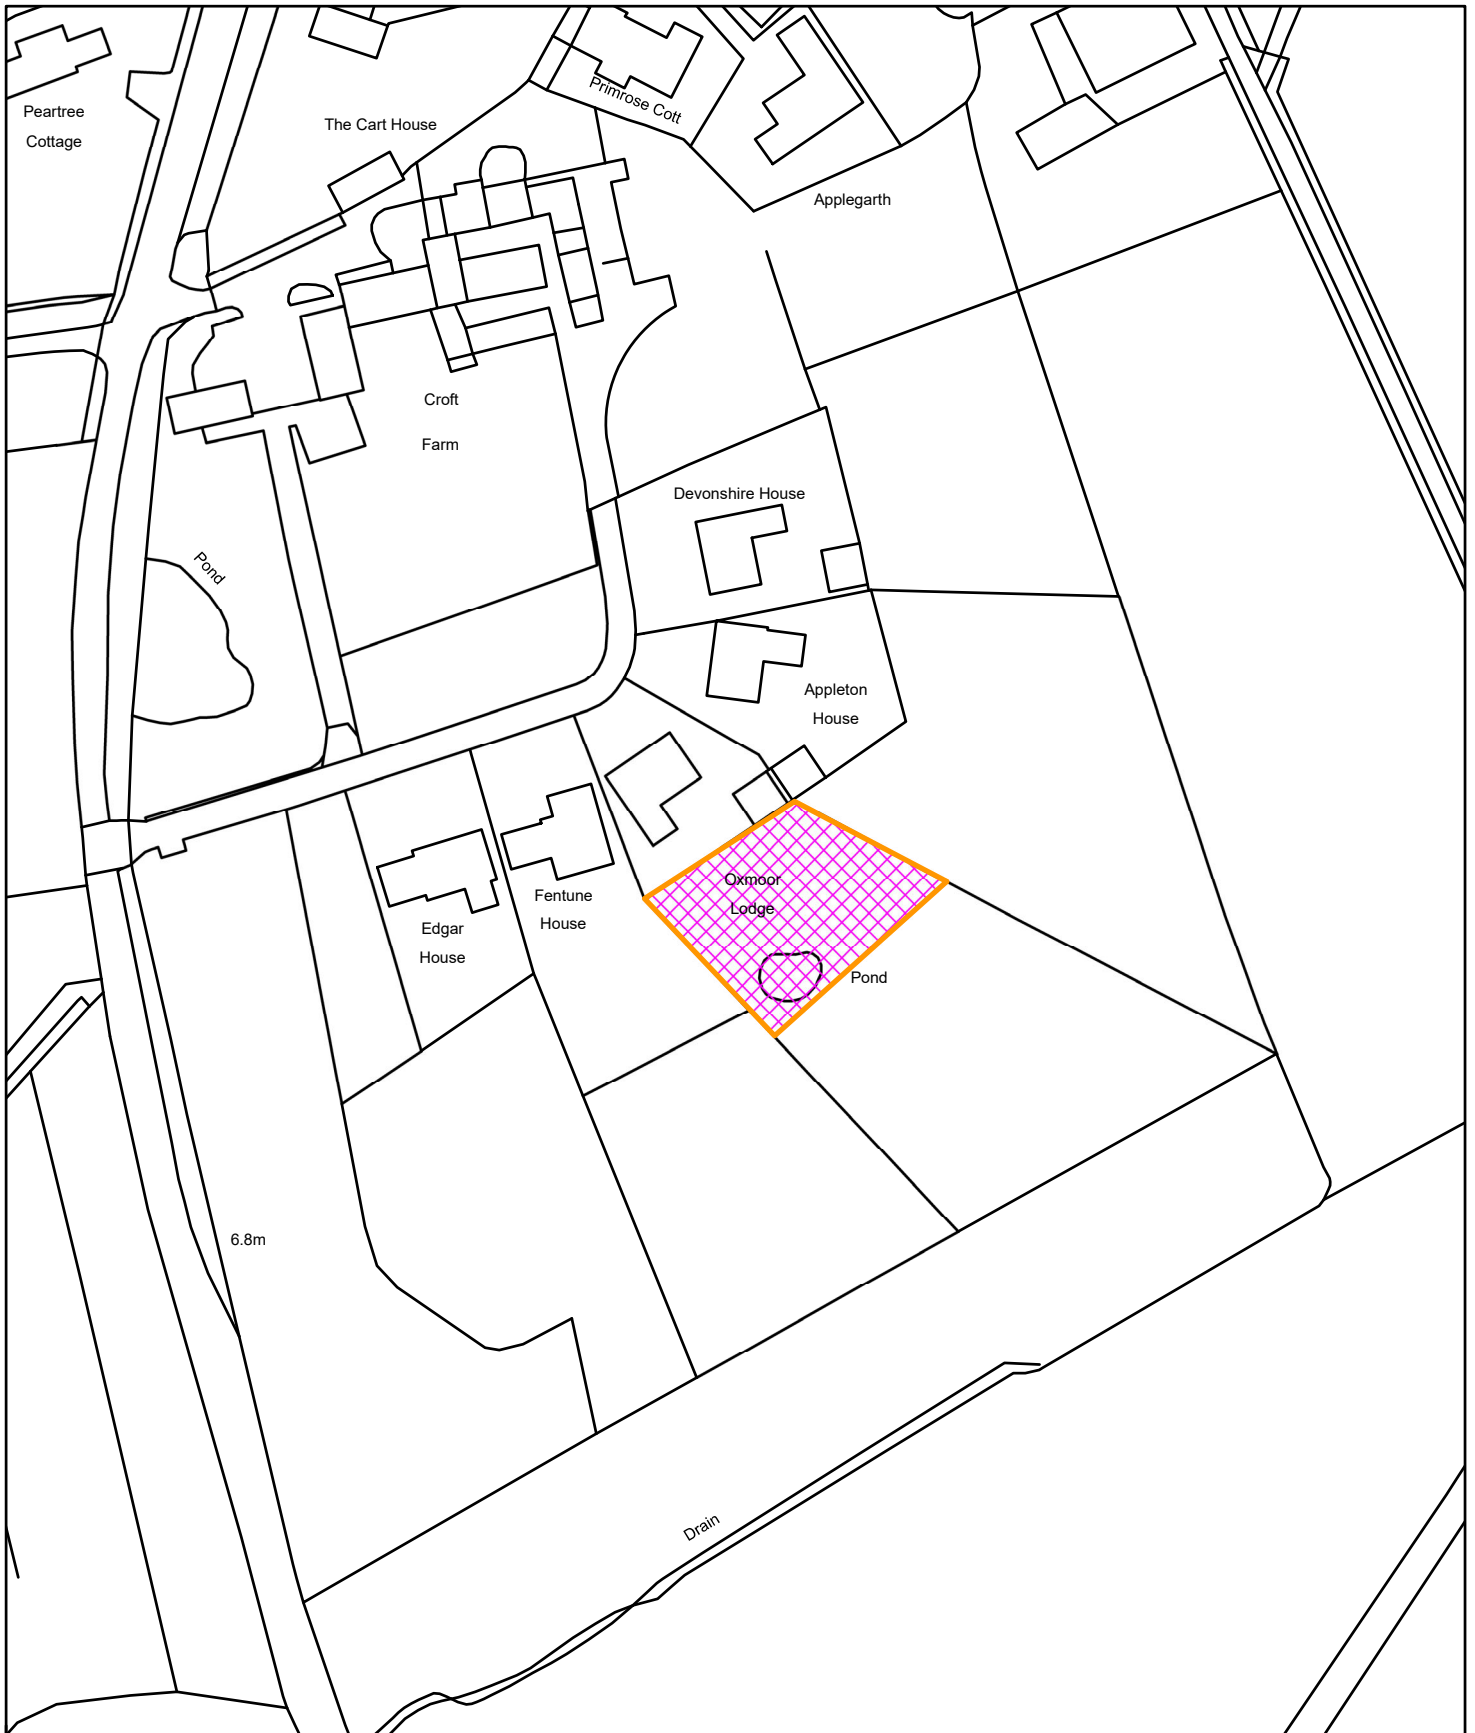 Primrose Cott
Peartree
Cottage
The Cart House
Applegarth
Croft
Farm
Devonshire House
Pond
Appleton
House
Oxmoor
Lodge
Fentune
House
Edgar
House
Pond
6.8m
Drain